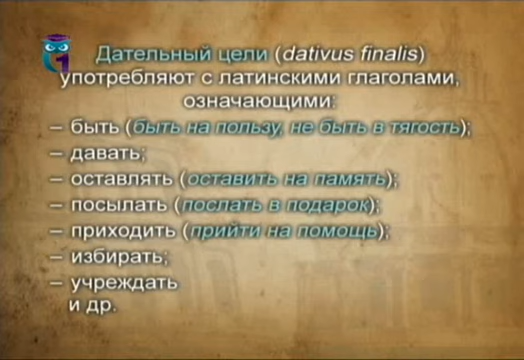 1
Дательный цели (dativus finalis)
употребляют с латинскими глаголами,
означающими:
– быть (быть на пользу, не быть в тягость);
– давать;
– оставлять (оставить на память);
– посылать (послать в подарок);
– приходить (прийти на помощь);
– избирать;
– учреждать
и др.